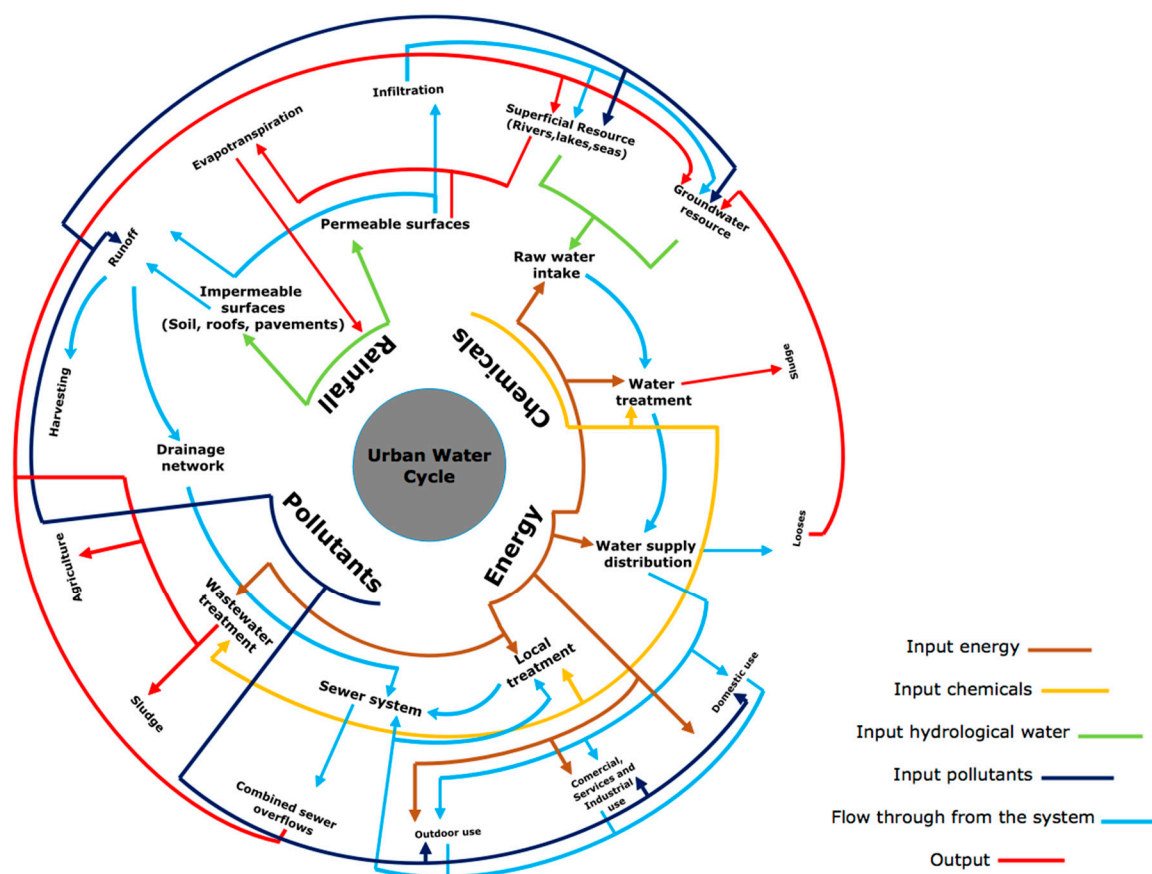 Infiltration
Superficial Resource
(Rivers,lakes,seas)
Evapotranspiration
Groundwater
resource
Permeable surfaces
Runoff
Raw water
intake
Impermeable
surfaces
(Soil, roofs, pavements)
Rainfall
Chemicals
Sludge
Water
treatment
Harvesting
Drainage
network
Urban Water
Cycle
Pollutants
Energy
Looses
Water supply
distribution
Agriculture
Wastewater
treatment
Local
treatment
Domestic use
Sewer system
Sludge
Combined sewer
overflows
Comercial,
Services and
Industrial
use
Outdoor use
Input energy
Input chemicals
Input hydrological water
Input pollutants
Flow through from the system
Output